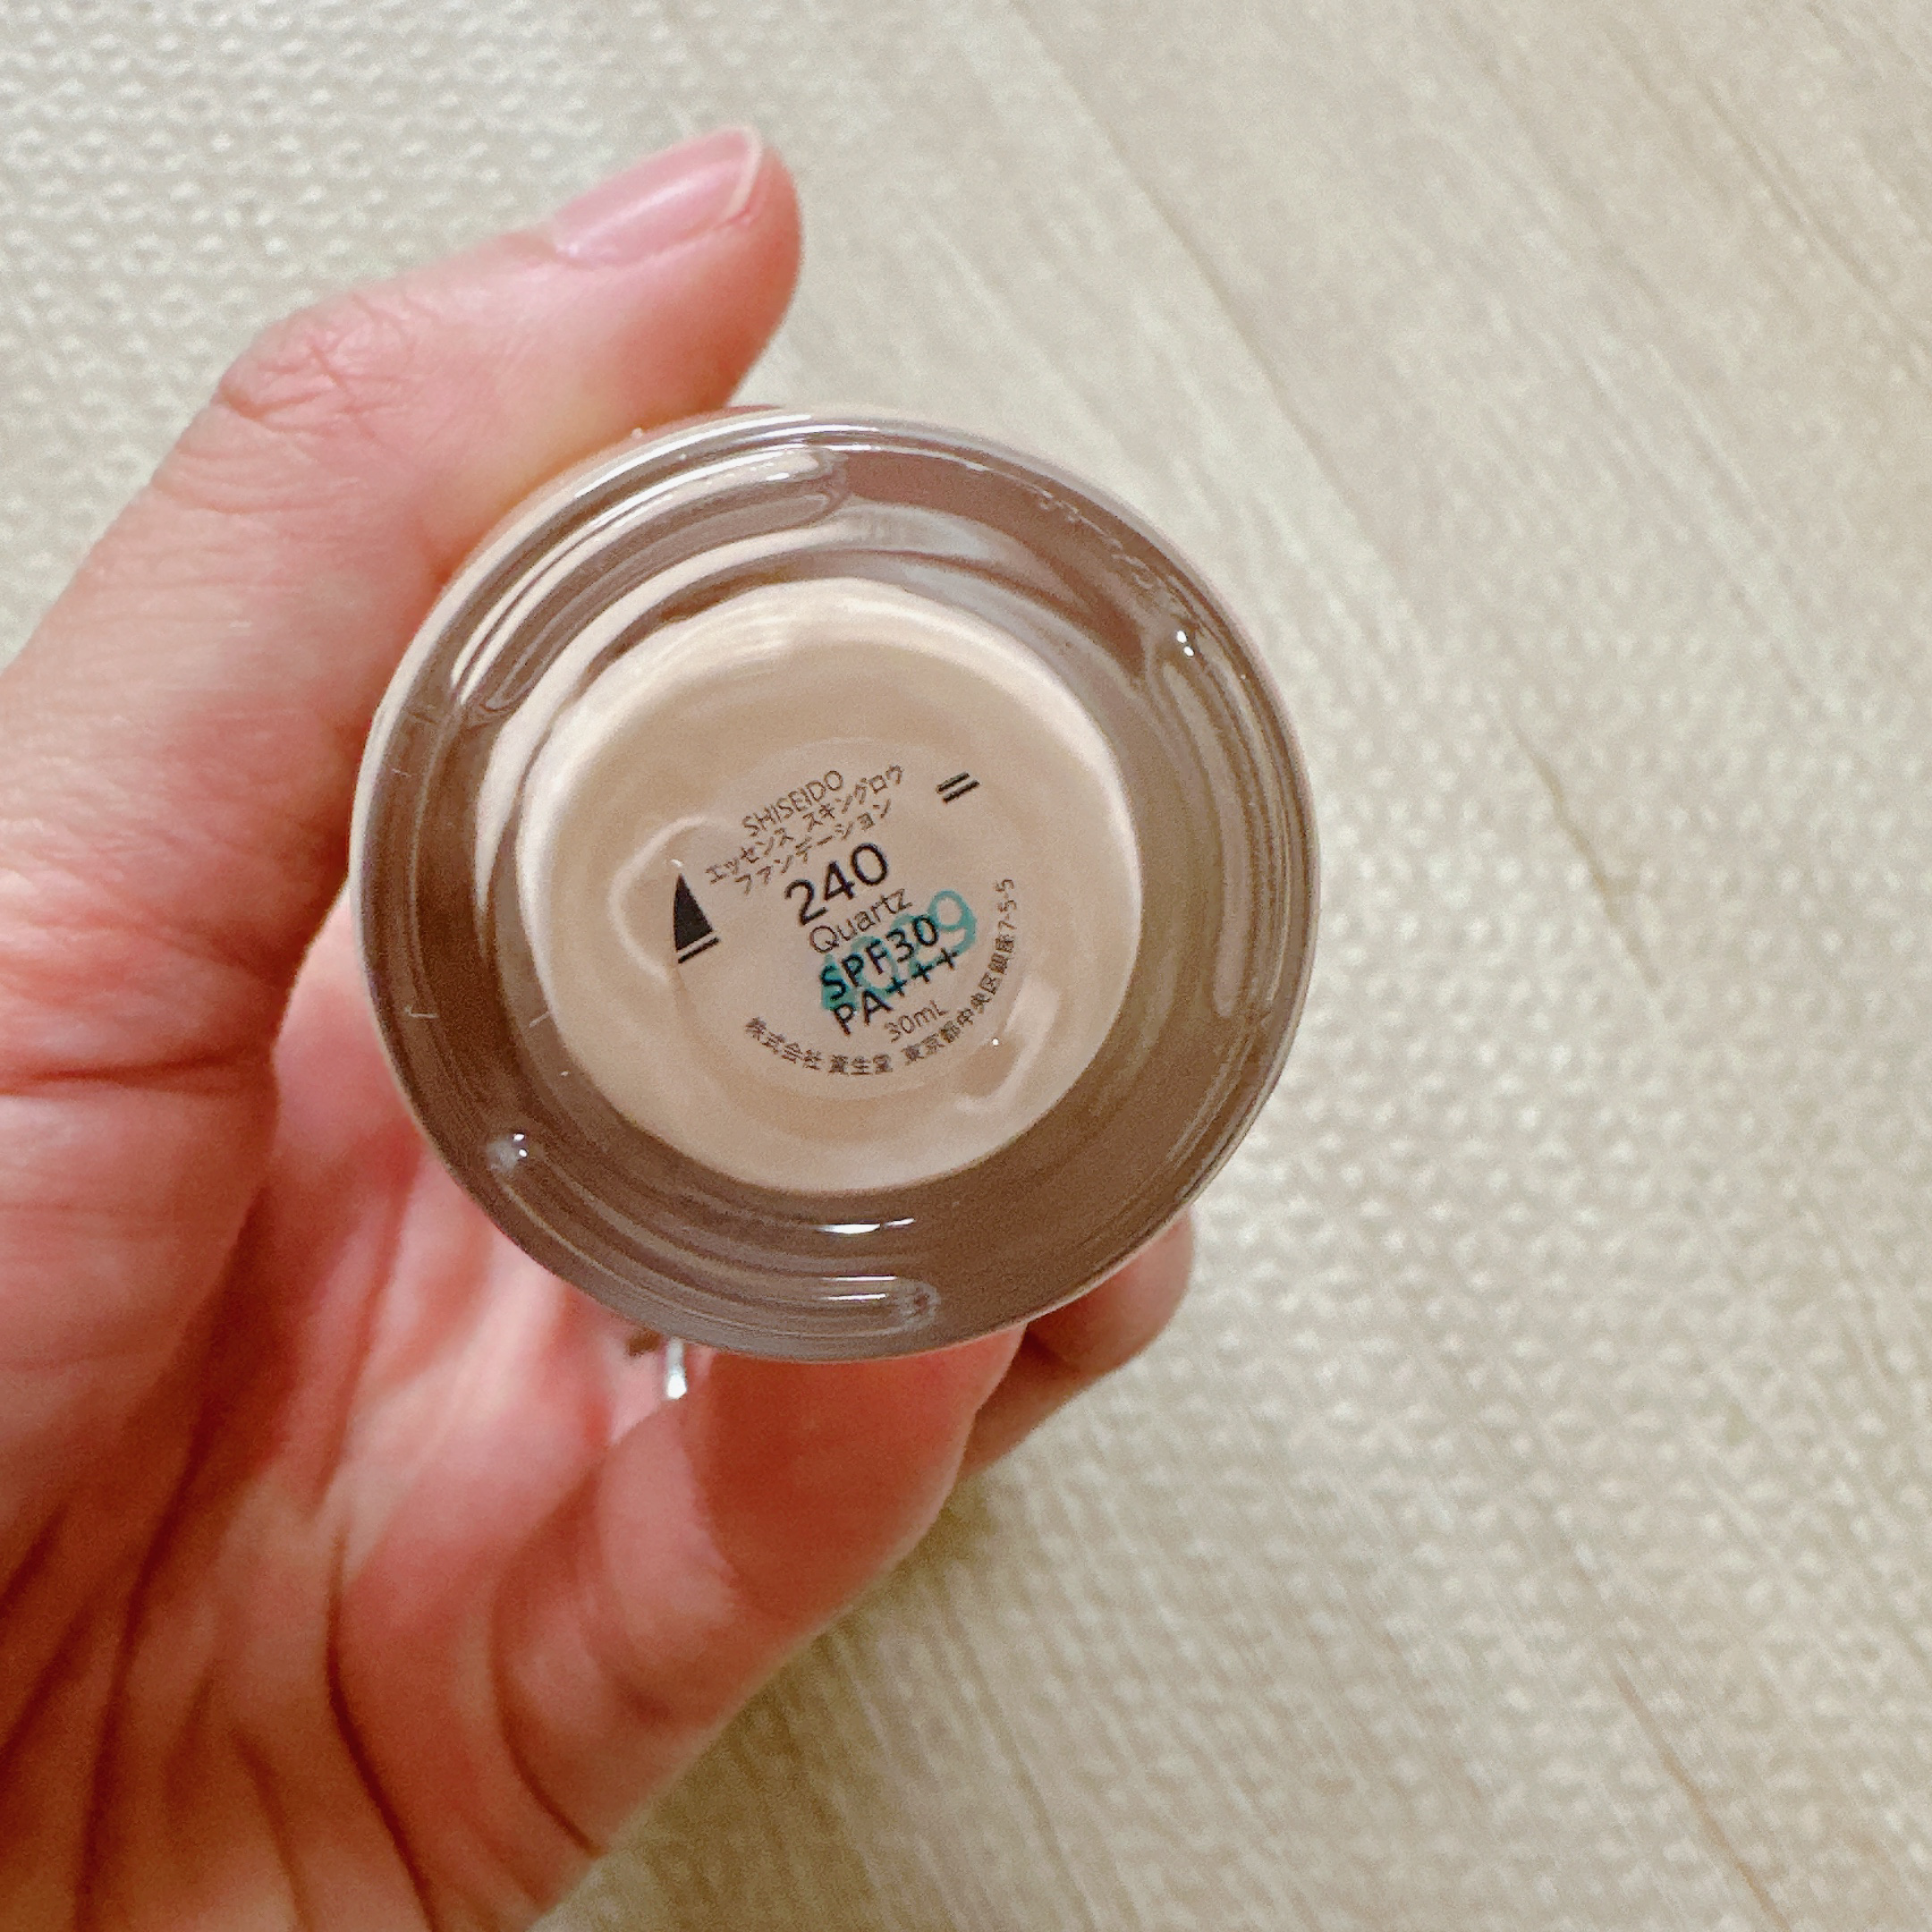 SHISEIDO
エッセンス スキングロウ
ファンデーション
240
Quartz
SPF30
PA+++
30mL
株式会社 資生堂 東京都中央区銀座7-5-5